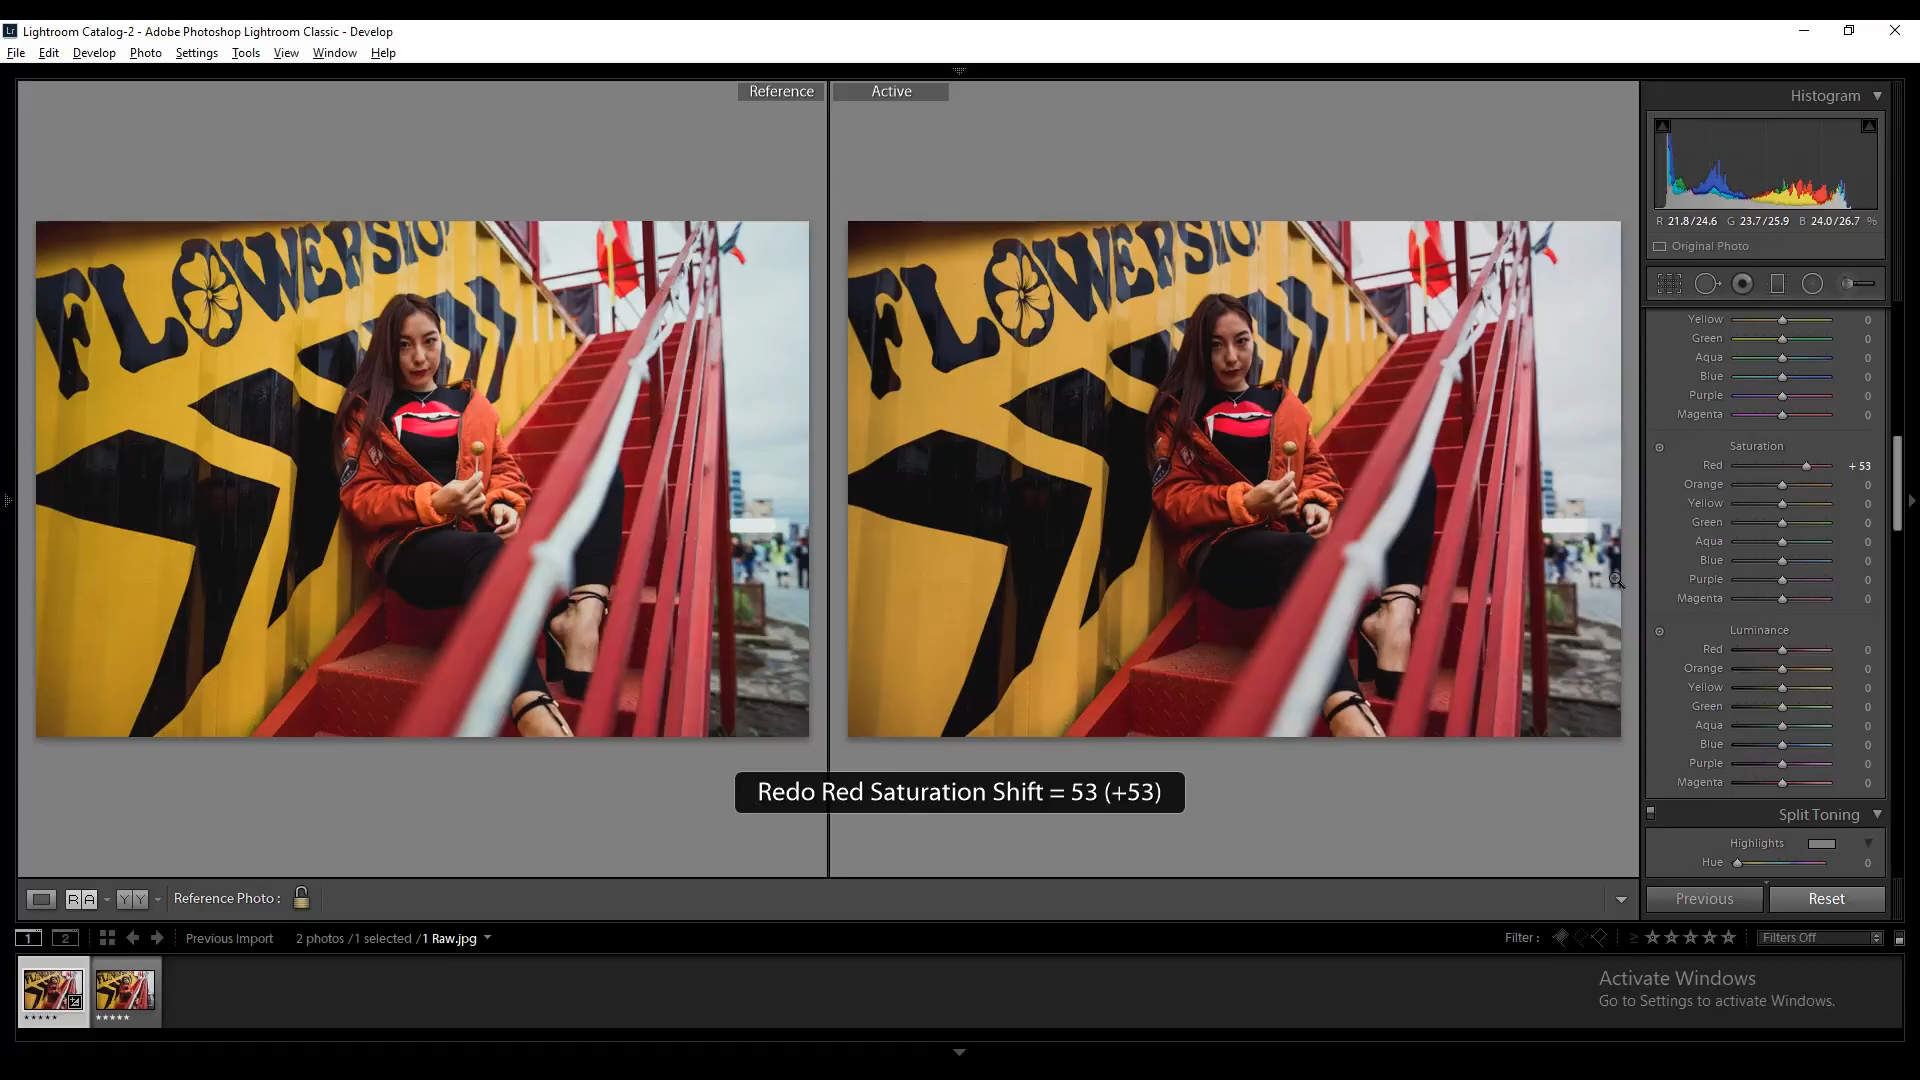 Lr Lightroom Catalog-2 - Adobe Photoshop Lightroom Classic - Develop
File Edit Develop Photo Settings Tools View Window Help
Reference
Active
Histogram
R 21.8/24.6 G 23.7/25.9 B 24.0/26.7 %
Original Photo
FLOWER
FLOWER
Yellow 0
Green 0
Aqua 0
Blue 0
Purple 0
Magenta 0
Saturation
Red + 53
Orange 0
Yellow 0
Green 0
Aqua 0
Blue 0
Purple 0
Magenta 0
Luminance
Red 0
Orange 0
Yellow 0
Green 0
Aqua 0
Blue 0
Purple 0
Magenta 0
Split Toning
Highlights
Hue 0
Redo Red Saturation Shift = 53 (+53)
R A Y Y Reference Photo :
Previous Reset
1 2 Previous Import 2 photos / 1 selected / 1 Raw.jpg
Filter : ≥ Filters Off
Activate Windows
Go to Settings to activate Windows.